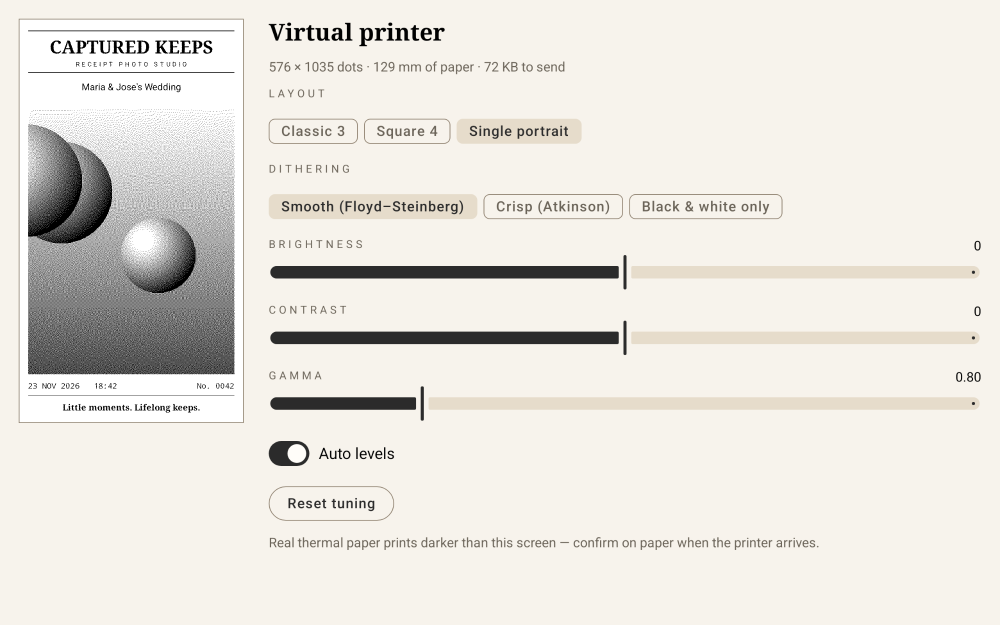 CAPTURED KEEPS
RECEIPT PHOTO STUDIO
Maria & Jose's Wedding
23 NOV 2026 18:42 No. 0042
Little moments. Lifelong keeps.
Virtual printer
576 × 1035 dots · 129 mm of paper · 72 KB to send
LAYOUT
Classic 3 Square 4 Single portrait
DITHERING
Smooth (Floyd–Steinberg) Crisp (Atkinson) Black & white only
BRIGHTNESS 0
CONTRAST 0
GAMMA 0.80
Auto levels
Reset tuning
Real thermal paper prints darker than this screen — confirm on paper when the printer arrives.